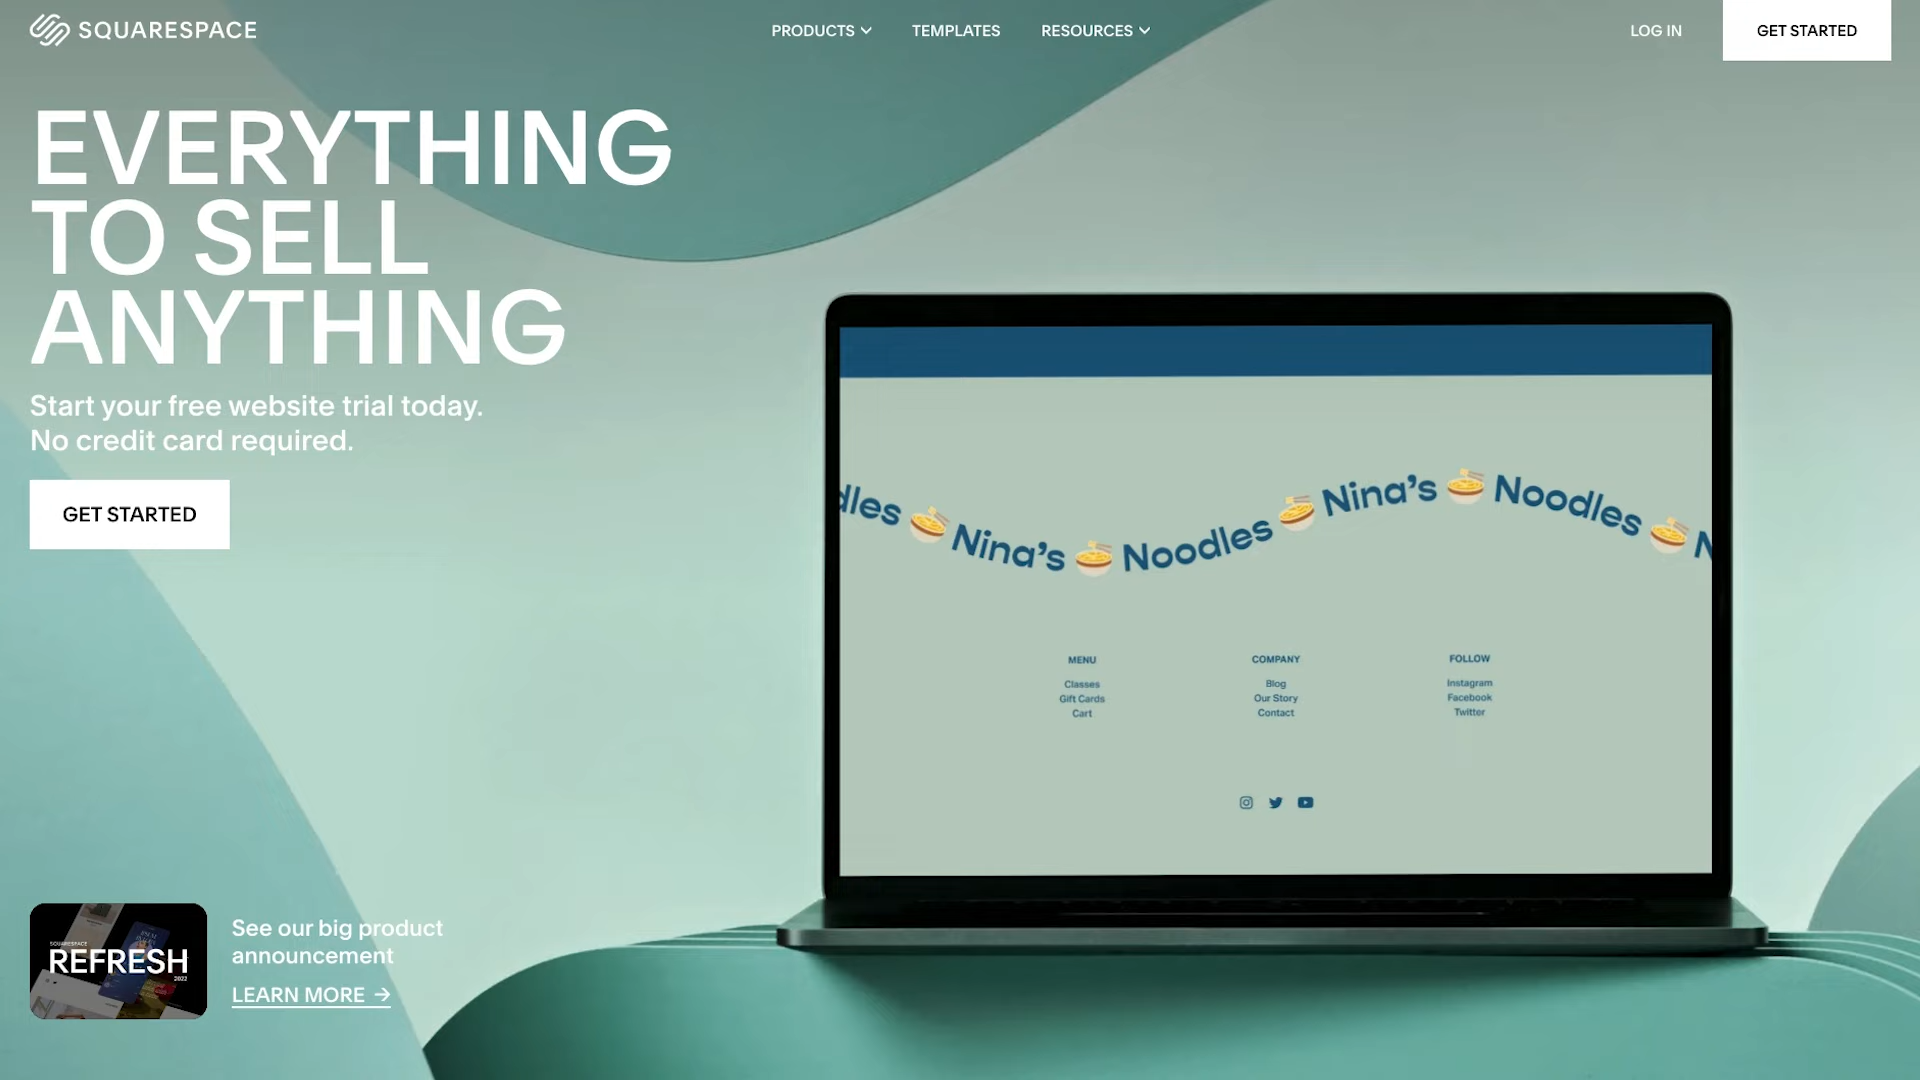 SQUARESPACE
PRODUCTS
TEMPLATES
RESOURCES
LOG IN
GET STARTED
EVERYTHING
TO SELL
ANYTHING
Start your free website trial today.
No credit card required.
GET STARTED
dles Nina's Noodles Nina's Noodles N
MENU
Classes
Gift Cards
Cart
COMPANY
Blog
Our Story
Contact
FOLLOW
Instagram
Facebook
Twitter
SQUARESPACE
REFRESH
2022
See our big product
announcement
LEARN MORE →